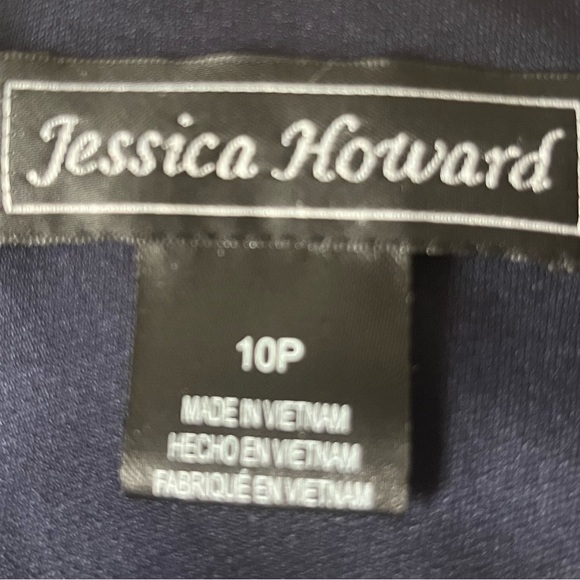 Jessica Howard
10P
MADE IN VIETNAM
HECHO EN VIETNAM
FABRIQUÉ EN VIETNAM